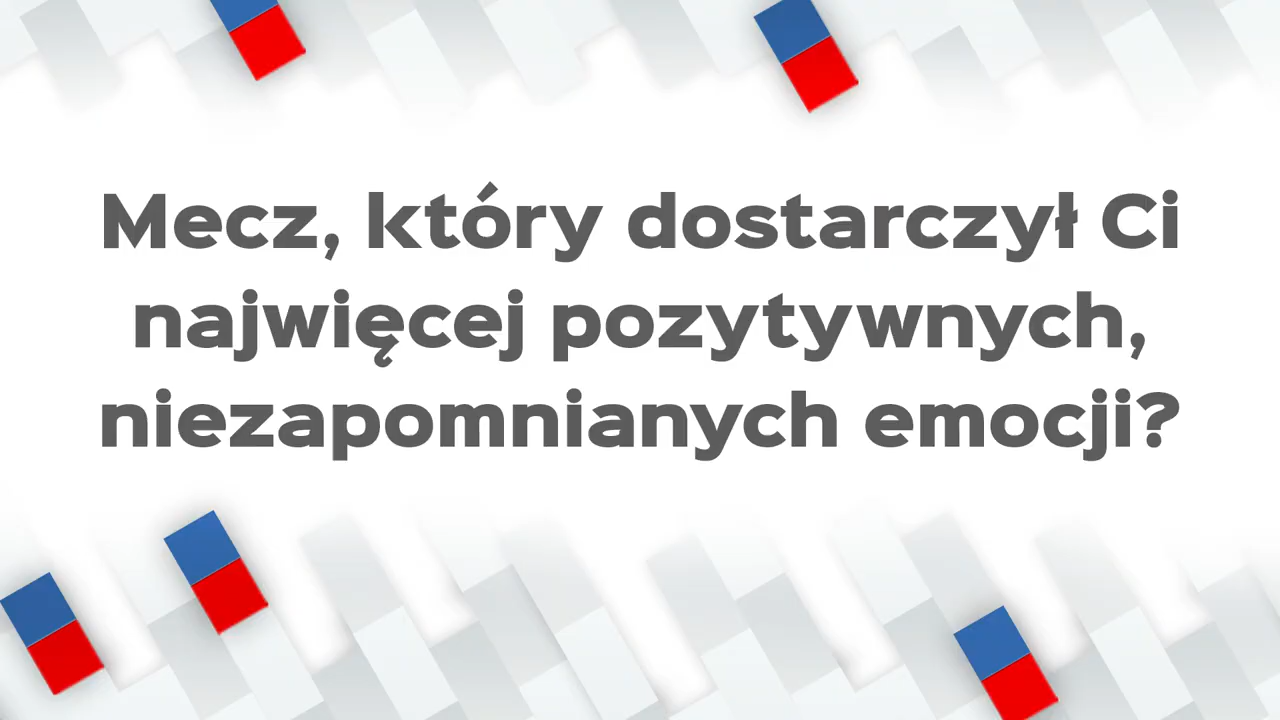 Mecz, który dostarczył Ci
najwięcej pozytywnych,
niezapomnianych emocji?